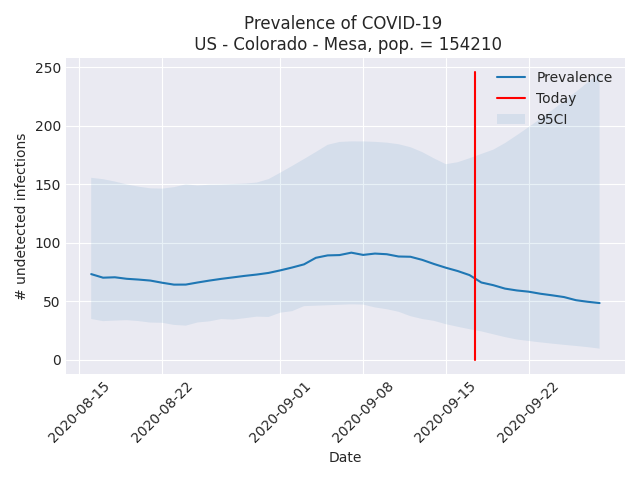 Prevalence of COVID-19
US - Colorado - Mesa, pop. = 154210
# undetected infections
250
200
150
100
50
0
Prevalence
Today
95CI
2020-08-15
2020-08-22
2020-09-01
2020-09-08
2020-09-15
2020-09-22
Date